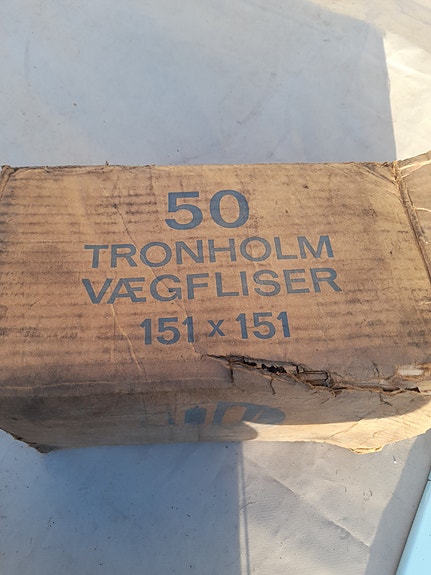 50
TRONHOLM
VÆGFLISER
151 x 151